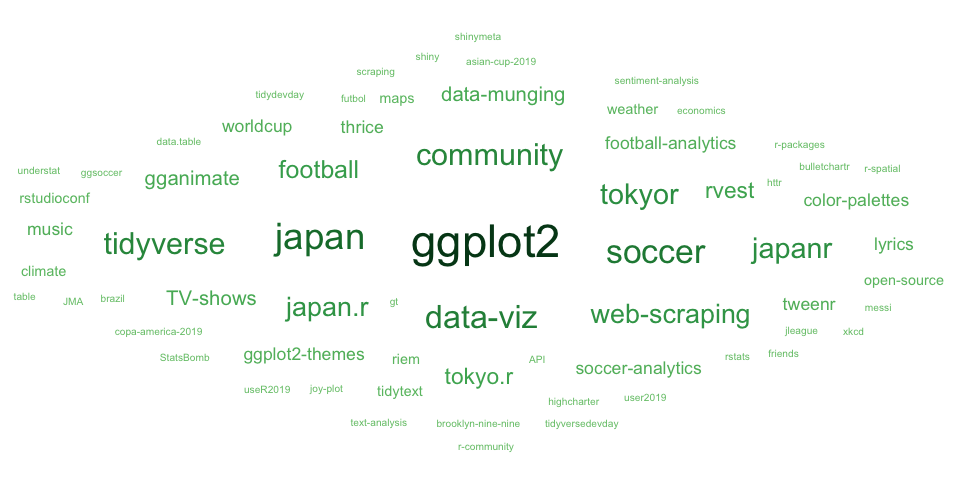 shinymeta
shiny
asian-cup-2019
scraping
sentiment-analysis
tidydevday
futbol
maps
data-munging
weather
economics
worldcup
thrice
data.table
football-analytics
r-packages
community
understat
ggsoccer
gganimate
football
bulletchartr
r-spatial
httr
rstudioconf
tokyor
rvest
color-palettes
music
tidyverse
japan
ggplot2
soccer
japanr
lyrics
climate
open-source
table
JMA
brazil
TV-shows
japan.r
gt
data-viz
web-scraping
tweenr
messi
copa-america-2019
jleague
xkcd
StatsBomb
ggplot2-themes
riem
API
rstats
friends
tokyo.r
soccer-analytics
useR2019
joy-plot
tidytext
highcharter
user2019
text-analysis
brooklyn-nine-nine
tidyversedevday
r-community